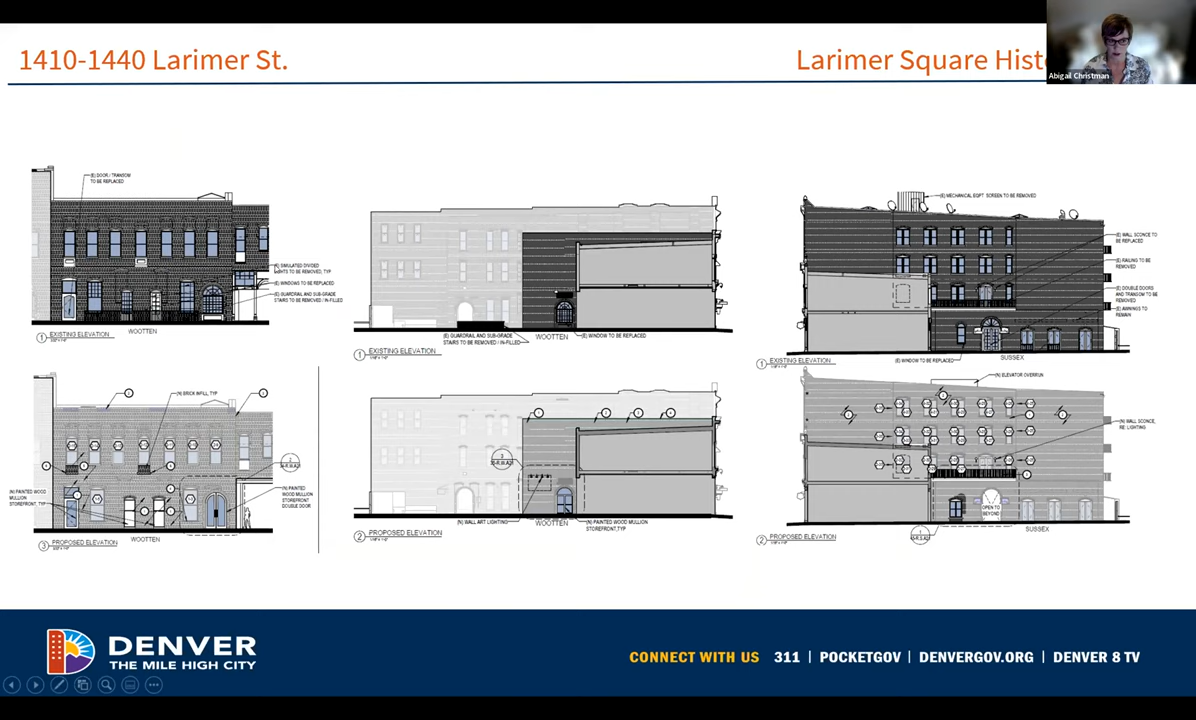 1410-1440 Larimer St.
Larimer Square Hist
Abigail Christman
(E) DOOR / TRANSOM
TO BE REPLACED
(E) SIMULATED DIVIDED
LIGHTS TO BE REMOVED, TYP
(E) WINDOWS TO BE REPLACED
(E) GUARDRAIL AND SUB-GRADE
STAIRS TO BE REMOVED / IN-FILLED
1 EXISTING ELEVATION
WOOTTEN
(E) GUARDRAIL AND SUB-GRADE
STAIRS TO BE REMOVED / IN-FILLED
WOOTTEN
(E) WINDOW TO BE REPLACED
1 EXISTING ELEVATION
(E) MECHANICAL EQPT SCREEN TO BE REMOVED
(E) WALL SCONCE TO
BE REPLACED
(E) RAILING TO BE
REMOVED
(E) DOUBLE DOORS
AND TRANSOM TO BE
REMOVED
(E) AWNINGS TO
REMAIN
(E) WINDOW TO BE REPLACED
SUSSEX
1 EXISTING ELEVATION
(N) BRICK INFILL, TYP
(N) PAINTED WOOD
MULLION
STOREFRONT, TYP
(N) PAINTED
WOOD MULLION
STOREFRONT
DOUBLE DOOR
3 PROPOSED ELEVATION
WOOTTEN
(N) WALL ART LIGHTING
WOOTTEN
(N) PAINTED WOOD MULLION
STOREFRONT, TYP
2 PROPOSED ELEVATION
(N) ELEVATOR OVERRUN
(N) WALL SCONCE,
RE: LIGHTING
OPEN TO
BEYOND
SUSSEX
2 PROPOSED ELEVATION
DENVER
THE MILE HIGH CITY
CONNECT WITH US 311 | POCKETGOV | DENVERGOV.ORG | DENVER 8 TV